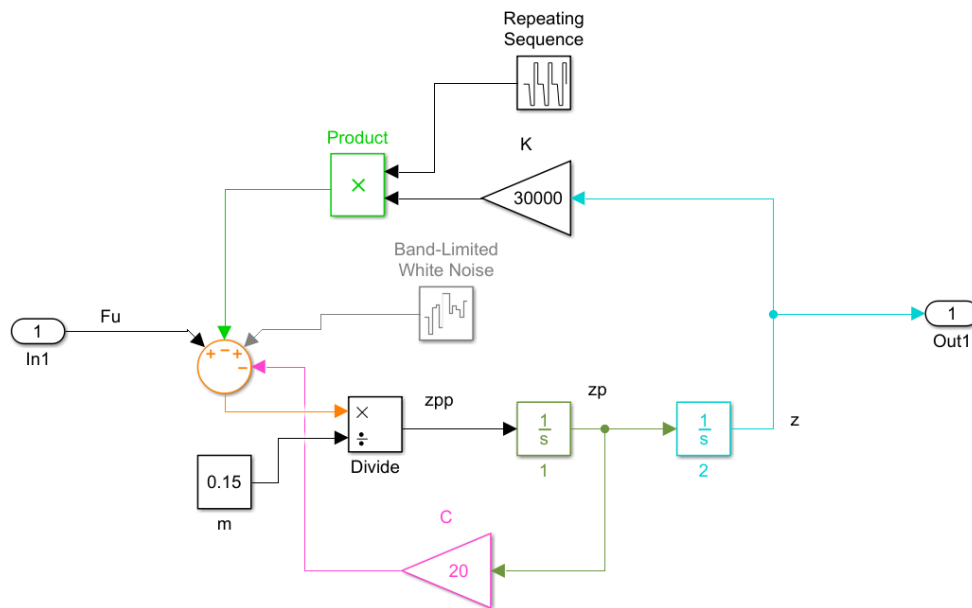 Repeating
Sequence
Product
×
K
30000
Band-Limited
White Noise
Fu
1
In1
+ − +
−
1
Out1
zpp
zp
z
×
÷
Divide
1
s
1
1
s
2
0.15
m
C
20